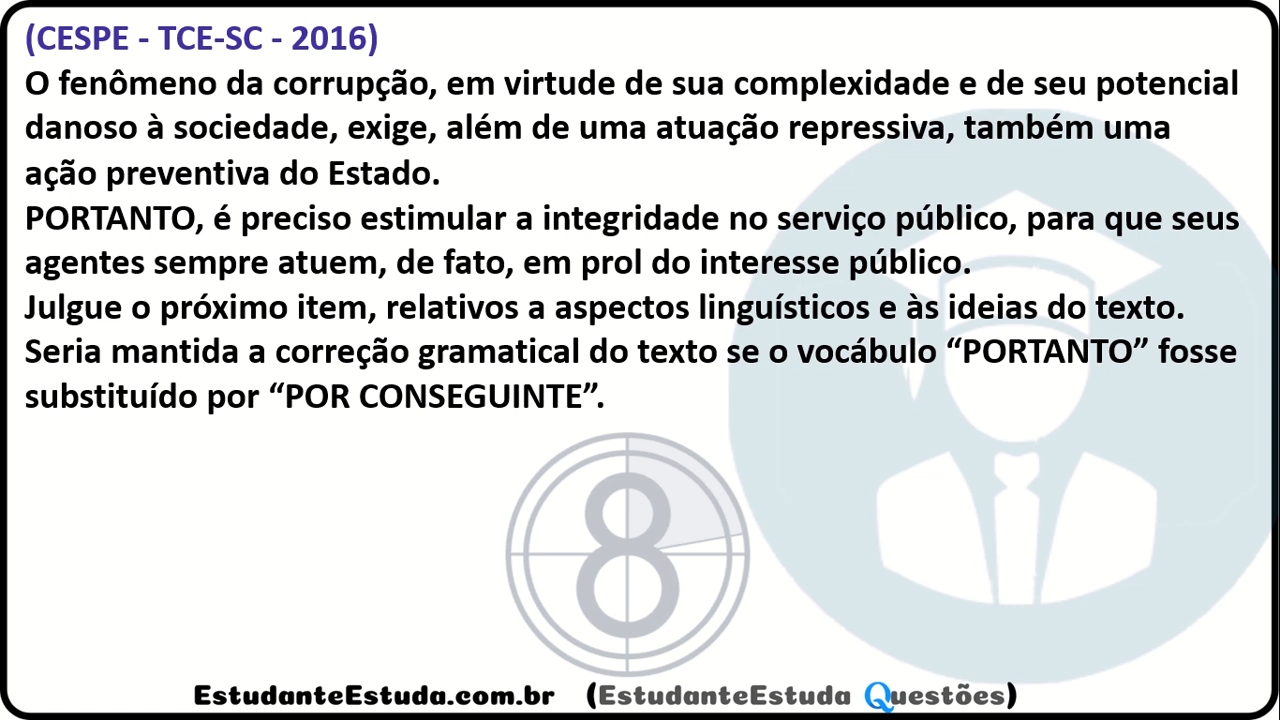 (CESPE - TCE-SC - 2016)
O fenômeno da corrupção, em virtude de sua complexidade e de seu potencial
danoso à sociedade, exige, além de uma atuação repressiva, também uma
ação preventiva do Estado.
PORTANTO, é preciso estimular a integridade no serviço público, para que seus
agentes sempre atuem, de fato, em prol do interesse público.
Julgue o próximo item, relativos a aspectos linguísticos e às ideias do texto.
Seria mantida a correção gramatical do texto se o vocábulo “PORTANTO” fosse
substituído por “POR CONSEGUINTE”.
8
EstudanteEstuda.com.br (EstudanteEstuda Questões)